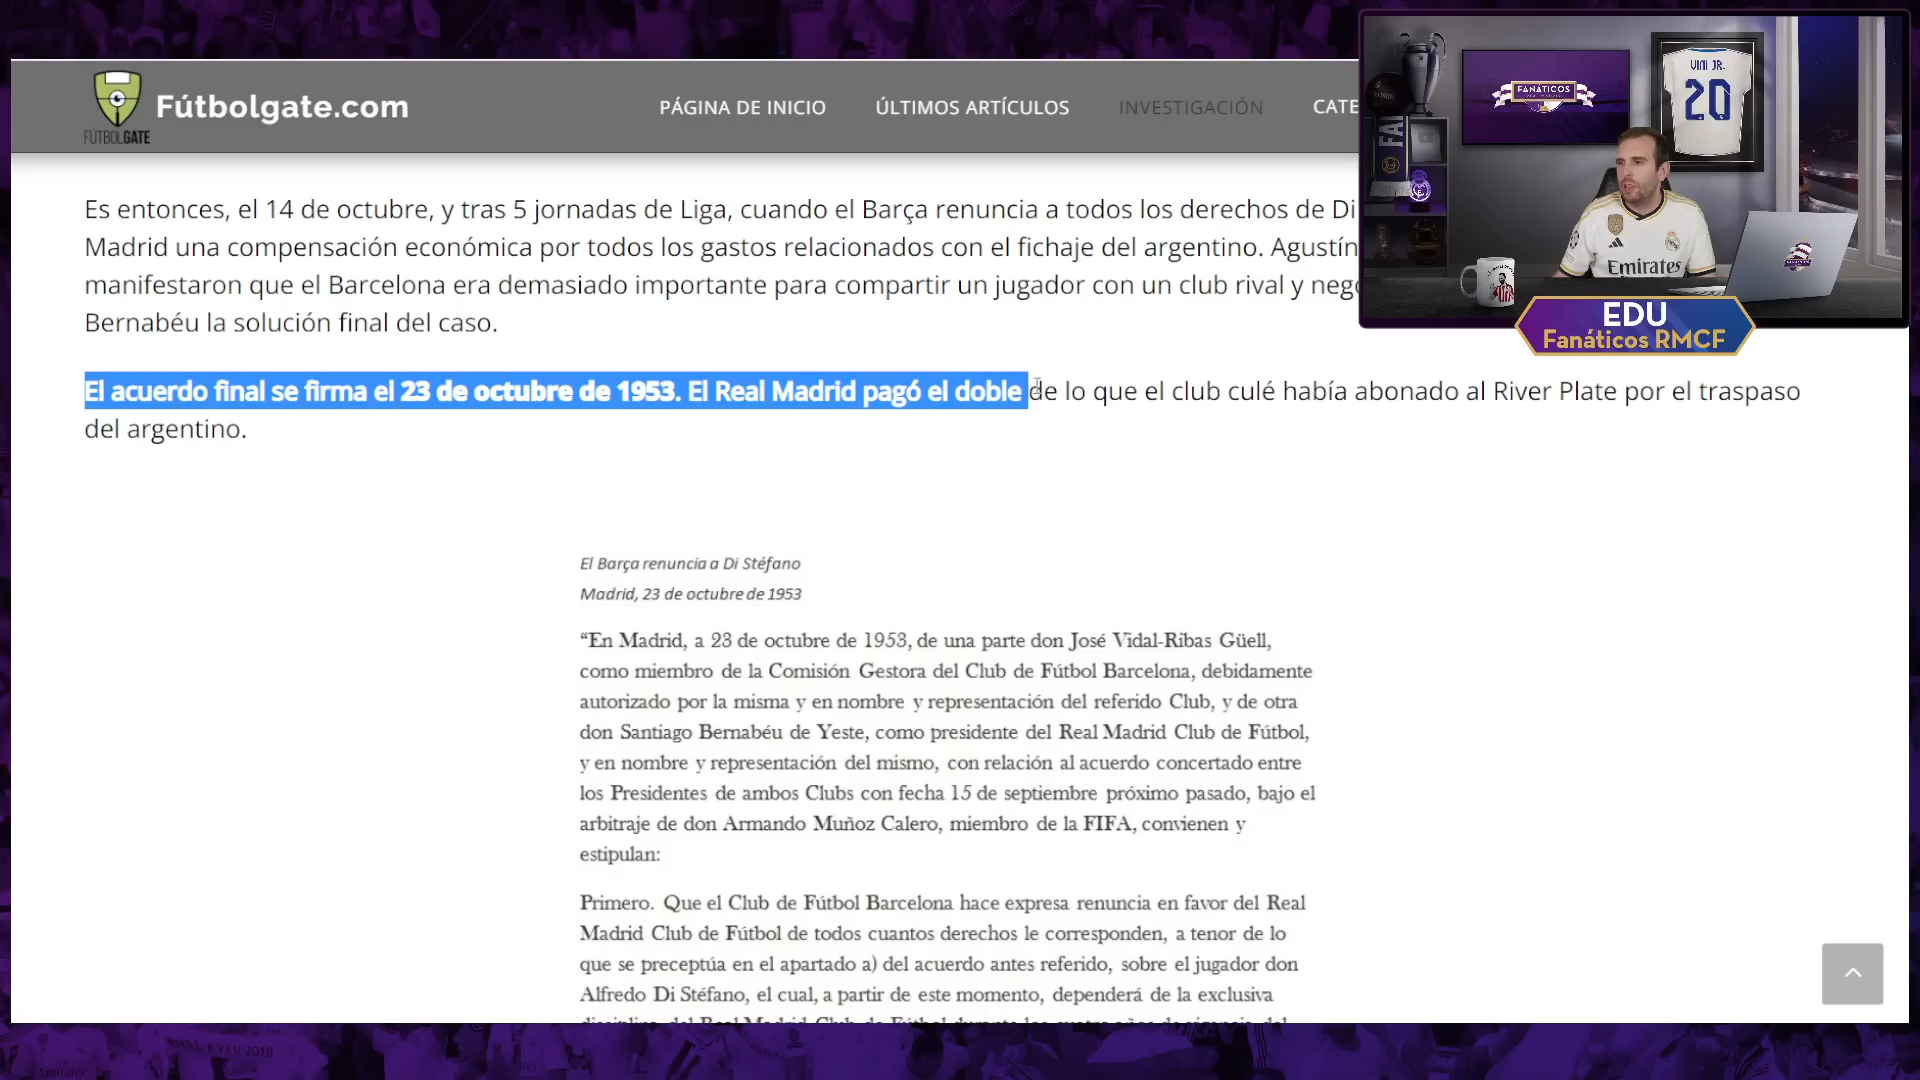 FÚTBOLGATE
Fútbolgate.com
PÁGINA DE INICIO
ÚLTIMOS ARTÍCULOS
INVESTIGACIÓN
CATE
Es entonces, el 14 de octubre, y tras 5 jornadas de Liga, cuando el Barça renuncia a todos los derechos de Di
Madrid una compensación económica por todos los gastos relacionados con el fichaje del argentino. Agustín
manifestaron que el Barcelona era demasiado importante para compartir un jugador con un club rival y nego
Bernabéu la solución final del caso.
El acuerdo final se firma el 23 de octubre de 1953. El Real Madrid pagó el doble de lo que el club culé había abonado al River Plate por el traspaso
del argentino.
El Barça renuncia a Di Stéfano
Madrid, 23 de octubre de 1953
“En Madrid, a 23 de octubre de 1953, de una parte don José Vidal-Ribas Güell,
como miembro de la Comisión Gestora del Club de Fútbol Barcelona, debidamente
autorizado por la misma y en nombre y representación del referido Club, y de otra
don Santiago Bernabéu de Yeste, como presidente del Real Madrid Club de Fútbol,
y en nombre y representación del mismo, con relación al acuerdo concertado entre
los Presidentes de ambos Clubs con fecha 15 de septiembre próximo pasado, bajo el
arbitraje de don Armando Muñoz Calero, miembro de la FIFA, convienen y
estipulan:
Primero. Que el Club de Fútbol Barcelona hace expresa renuncia en favor del Real
Madrid Club de Fútbol de todos cuantos derechos le corresponden, a tenor de lo
que se preceptúa en el apartado a) del acuerdo antes referido, sobre el jugador don
Alfredo Di Stéfano, el cual, a partir de este momento, dependerá de la exclusiva
FANÁTICOS
VINI JR.
20
FAN
Emirates
EDU
Fanáticos RMCF
KYIV 2018